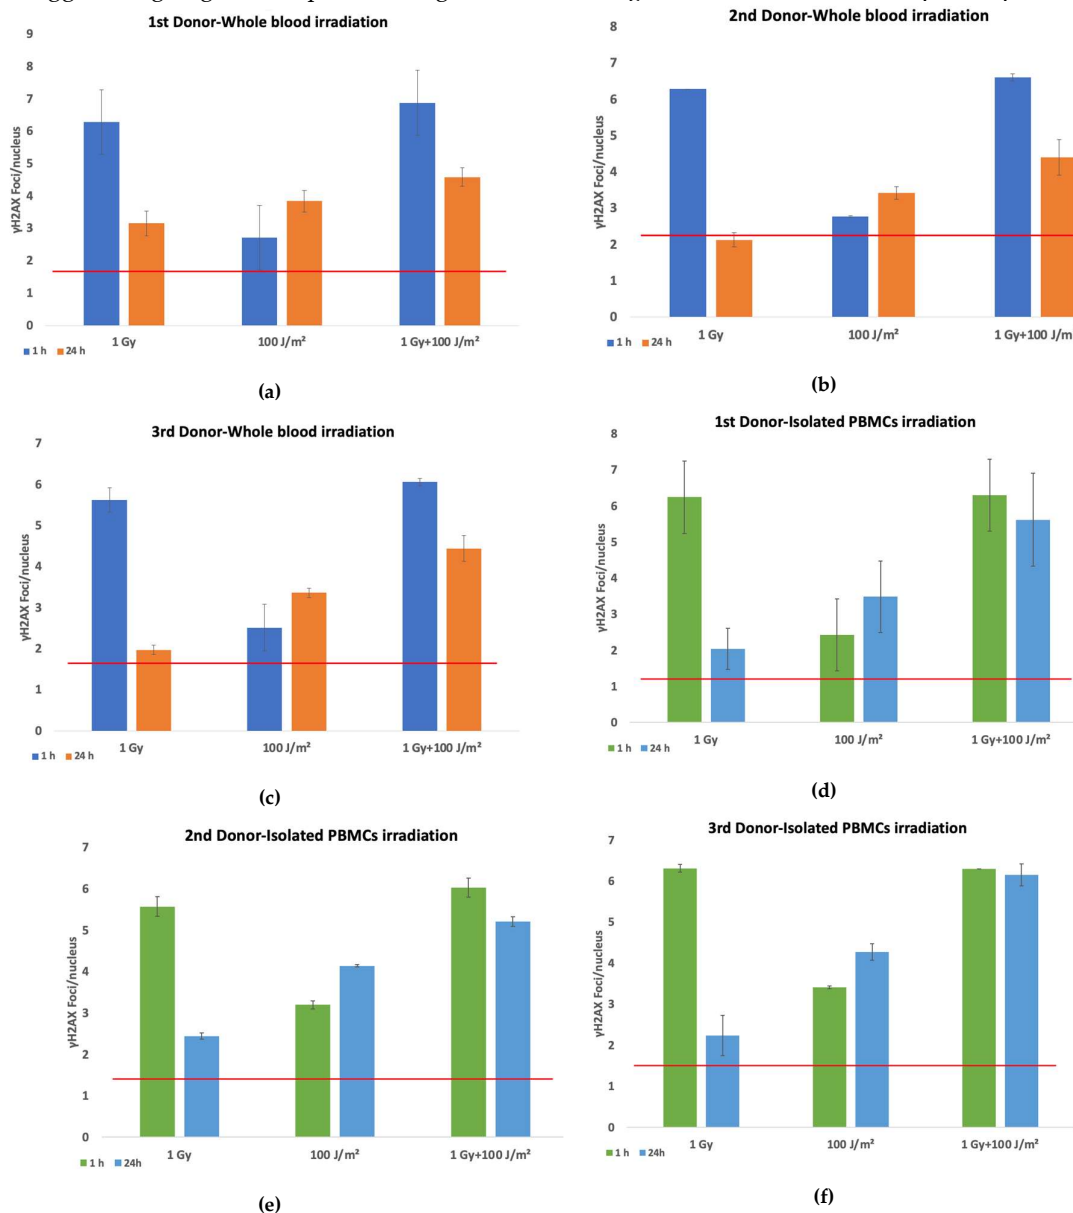 1st Donor-Whole blood irradiation
γH2AX Foci/nucleus
9
8
7
6
5
4
3
2
1
0
1 Gy
100 J/m²
1 Gy+100 J/m²
1 h
24 h
(a)
2nd Donor-Whole blood irradiation
γH2AX Foci/nucleus
8
7
6
5
4
3
2
1
0
1 Gy
100 J/m²
1 Gy+100 J/m
1 h
24 h
(b)
3rd Donor-Whole blood irradiation
γH2AX Foci/nucleus
7
6
5
4
3
2
1
0
1 Gy
100 J/m²
1 Gy+100 J/m²
1 h
24 h
(c)
1st Donor-Isolated PBMCs irradiation
γH2AX Foci/nucleus
8
7
6
5
4
3
2
1
0
1 Gy
100 J/m²
1 Gy+100 J/m²
1 h
24 h
(d)
2nd Donor-Isolated PBMCs irradiation
γH2AX Foci/nucleus
7
6
5
4
3
2
1
0
1 Gy
100 J/m²
1 Gy+100 J/m²
1 h
24h
(e)
3rd Donor-Isolated PBMCs irradiation
γH2AX Foci/nucleus
7
6
5
4
3
2
1
0
1 Gy
100 J/m²
1 Gy+100 J/m²
1 h
24h
(f)